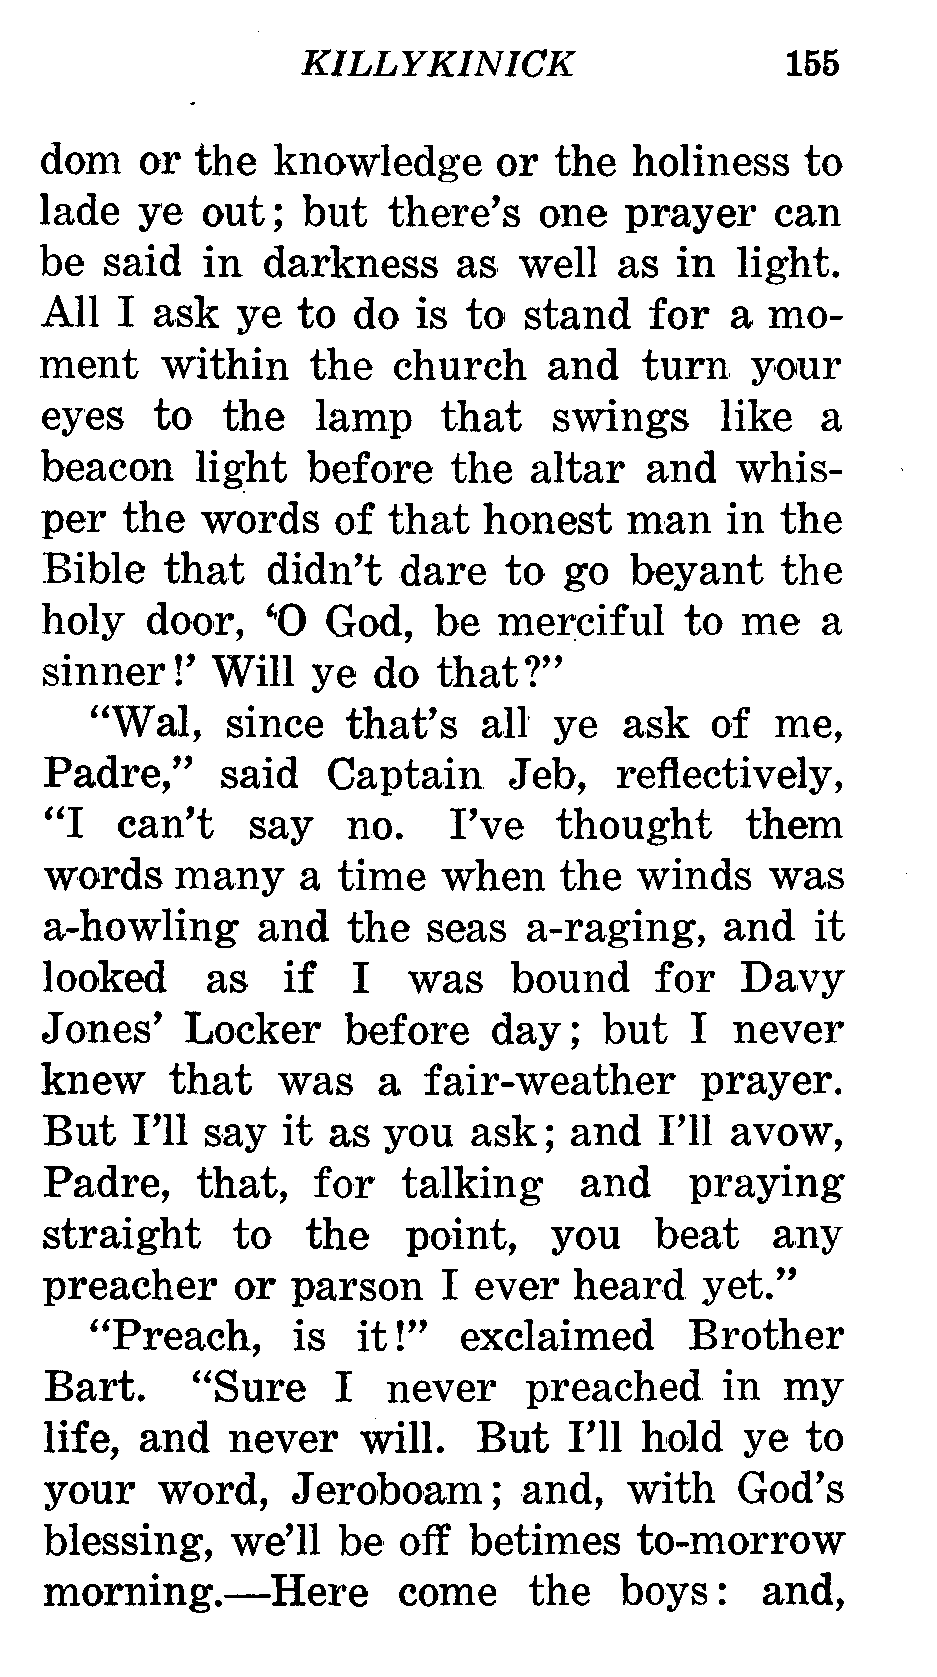 KILLYKINICK 155
dom or the knowledge or the holiness to
lade ye out; but there's one prayer can
be said in darkness as well as in light.
All I ask ye to do is to stand for a mo-
ment within the church and turn your
eyes to the lamp that swings like a
beacon light before the altar and whis-
per the words of that honest man in the
Bible that didn't dare to go beyant the
holy door, 'O God, be merciful to me a
sinner!' Will ye do that?"
"Wal, since that's all ye ask of me,
Padre," said Captain Jeb, reflectively,
"I can't say no. I've thought them
words many a time when the winds was
a-howling and the seas a-raging, and it
looked as if I was bound for Davy
Jones' Locker before day; but I never
knew that was a fair-weather prayer.
But I'll say it as you ask; and I'll avow,
Padre, that, for talking and praying
straight to the point, you beat any
preacher or parson I ever heard yet."
"Preach, is it!" exclaimed Brother
Bart. "Sure I never preached in my
life, and never will. But I'll hold ye to
your word, Jeroboam; and, with God's
blessing, we'll be off betimes to-morrow
morning.—Here come the boys: and,